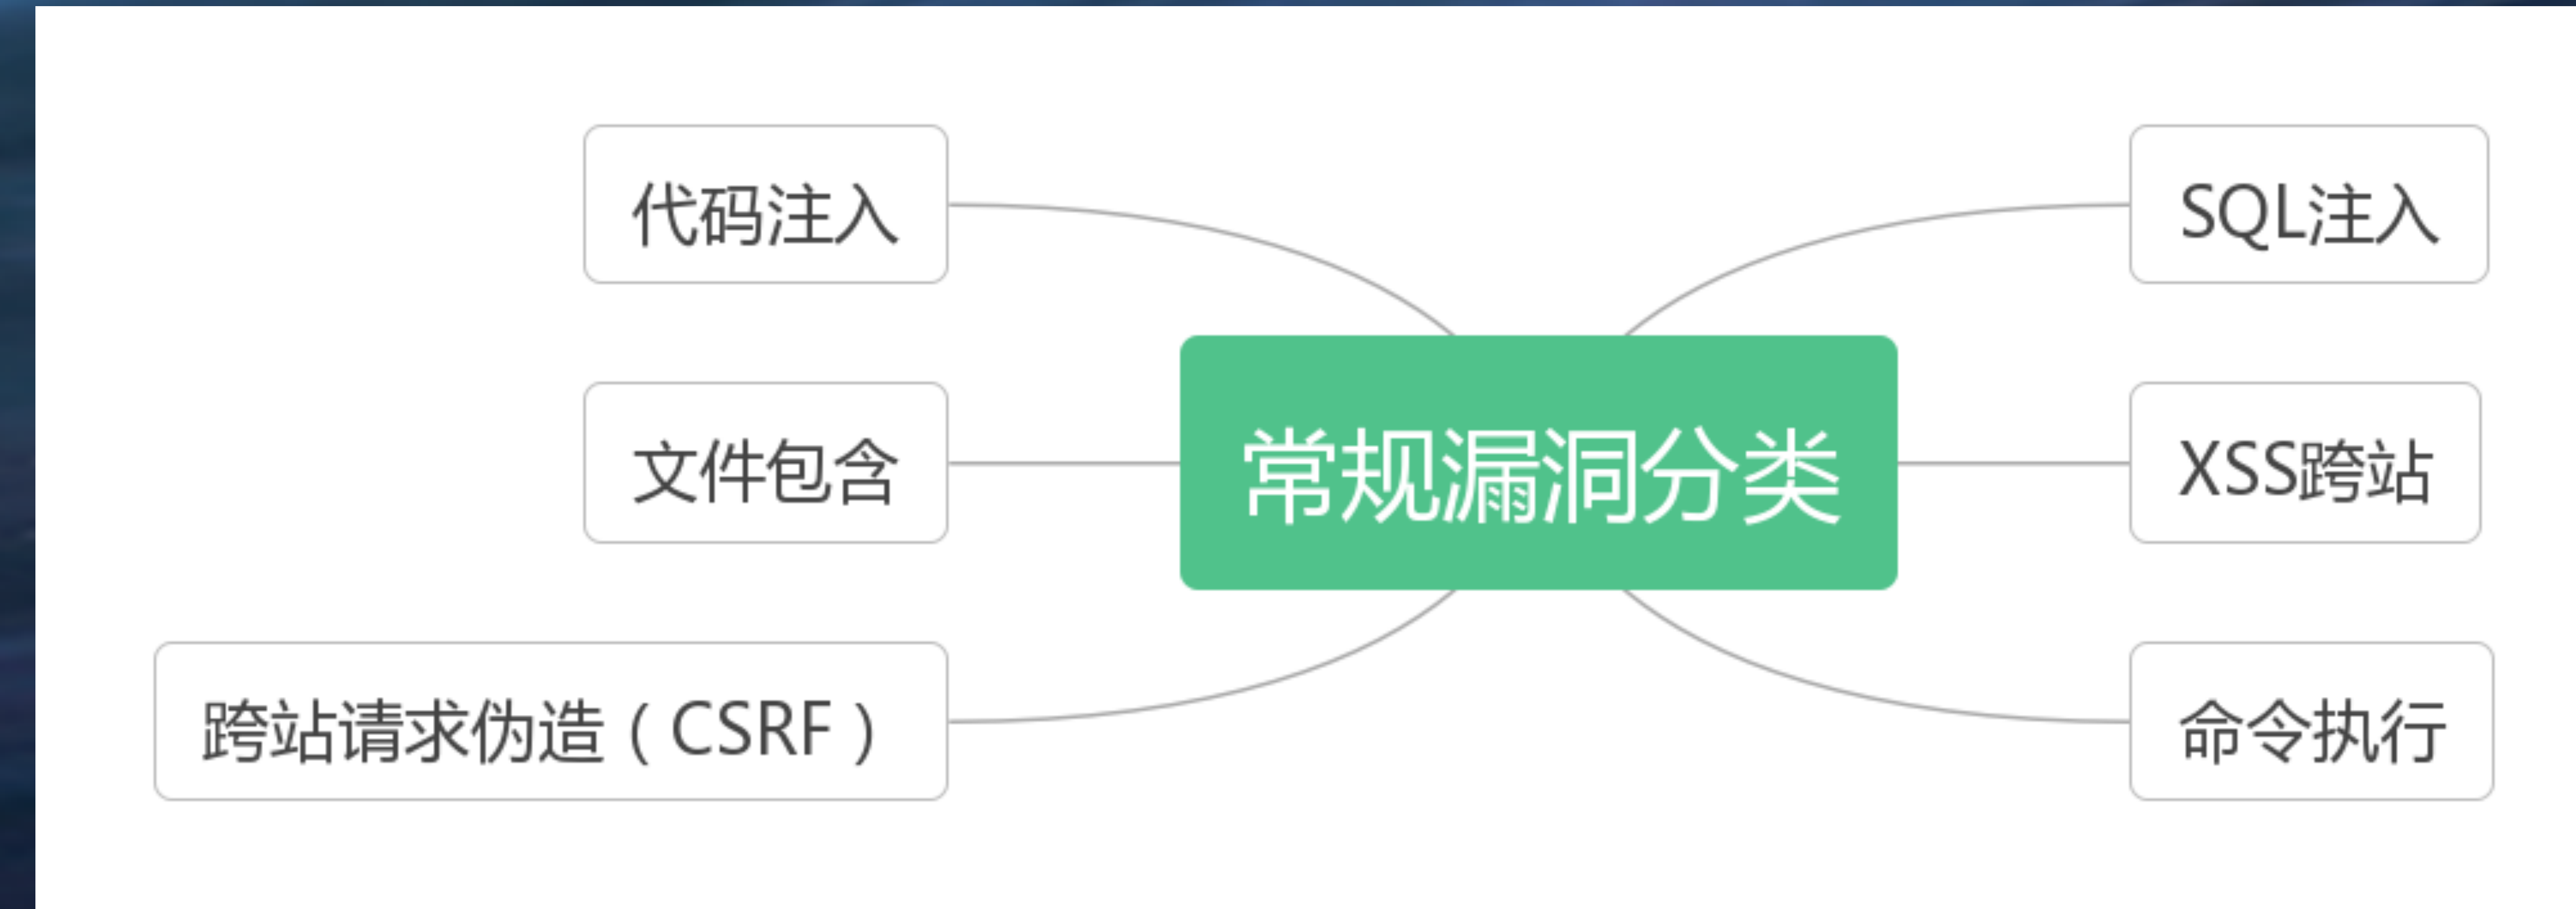 代码注入
文件包含
跨站请求伪造（CSRF）
常规漏洞分类
SQL注入
XSS跨站
命令执行